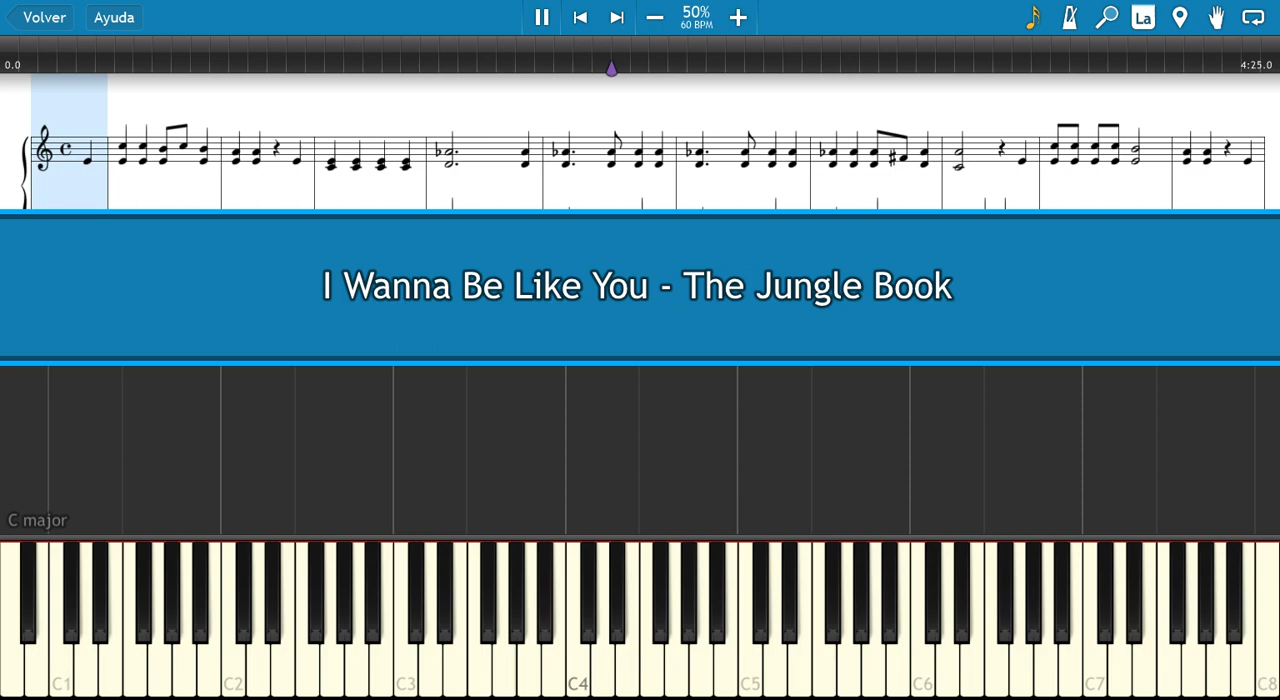 Volver Ayuda 50% La
60 BPM
0.0 4:25.0
I Wanna Be Like You - The Jungle Book
C major
C1 C2 C3 C4 C5 C6 C7 C8